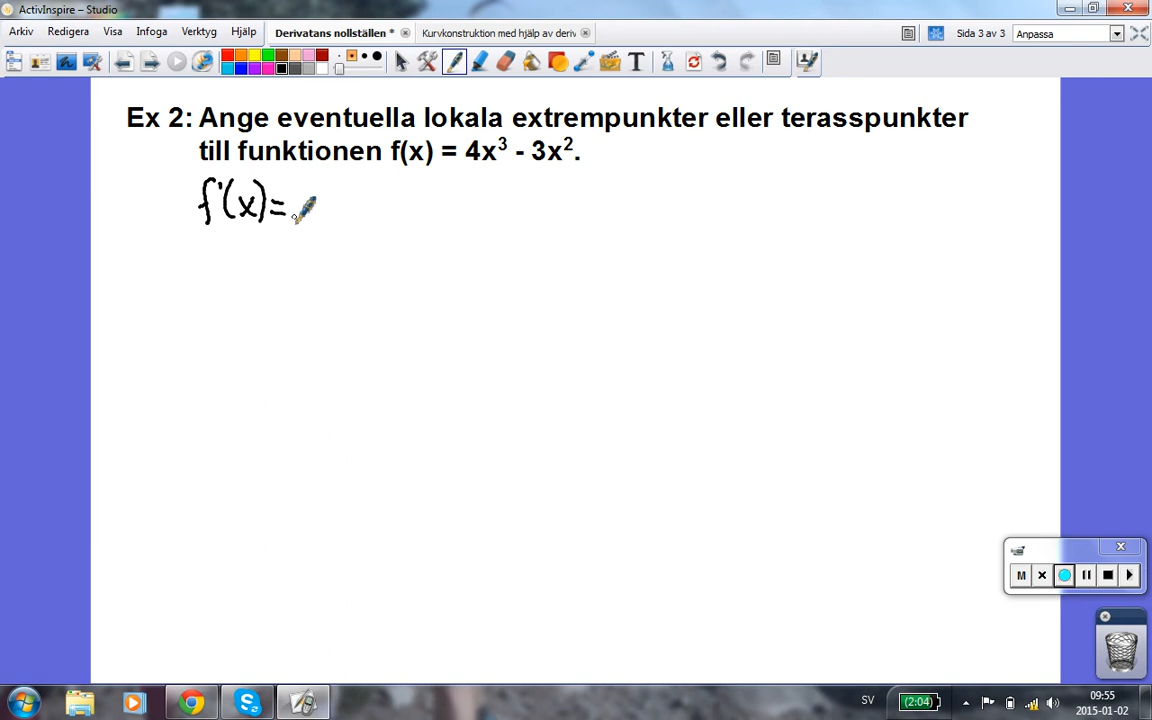 ActivInspire – Studio
Arkiv Redigera Visa Infoga Verktyg Hjälp
Derivatans nollställen *
Kurvkonstruktion med hjälp av deriv
Sida 3 av 3
Anpassa
Ex 2: Ange eventuella lokala extrempunkter eller terasspunkter
till funktionen f(x) = 4x³ - 3x².
f'(x)=
M
SV
(2:04)
09:55
2015-01-02